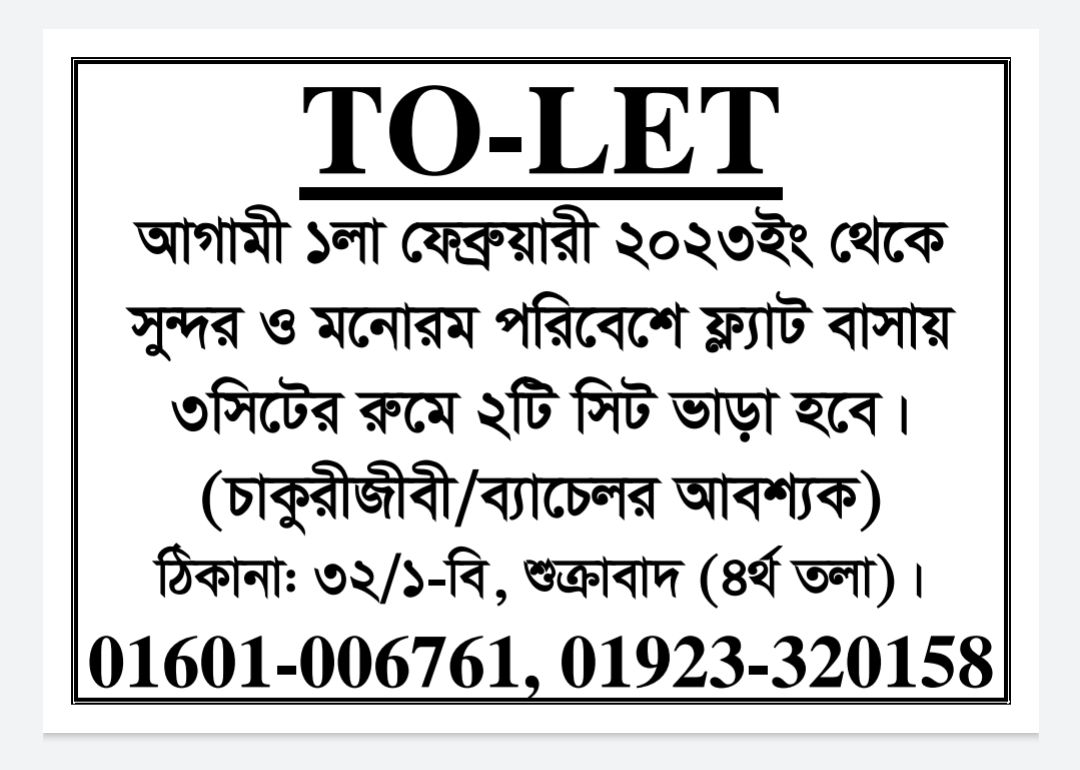 TO-LET
আগামী ১লা ফেব্রুয়ারী ২০২৩ইং থেকে
সুন্দর ও মনোরম পরিবেশে ফ্ল্যাট বাসায়
৩সিটের রুমে ২টি সিট ভাড়া হবে।
(চাকুরীজীবী/ব্যাচেলর আবশ্যক)
ঠিকানাঃ ৩২/১-বি, শুক্রাবাদ (৪র্থ তলা)।
01601-006761, 01923-320158